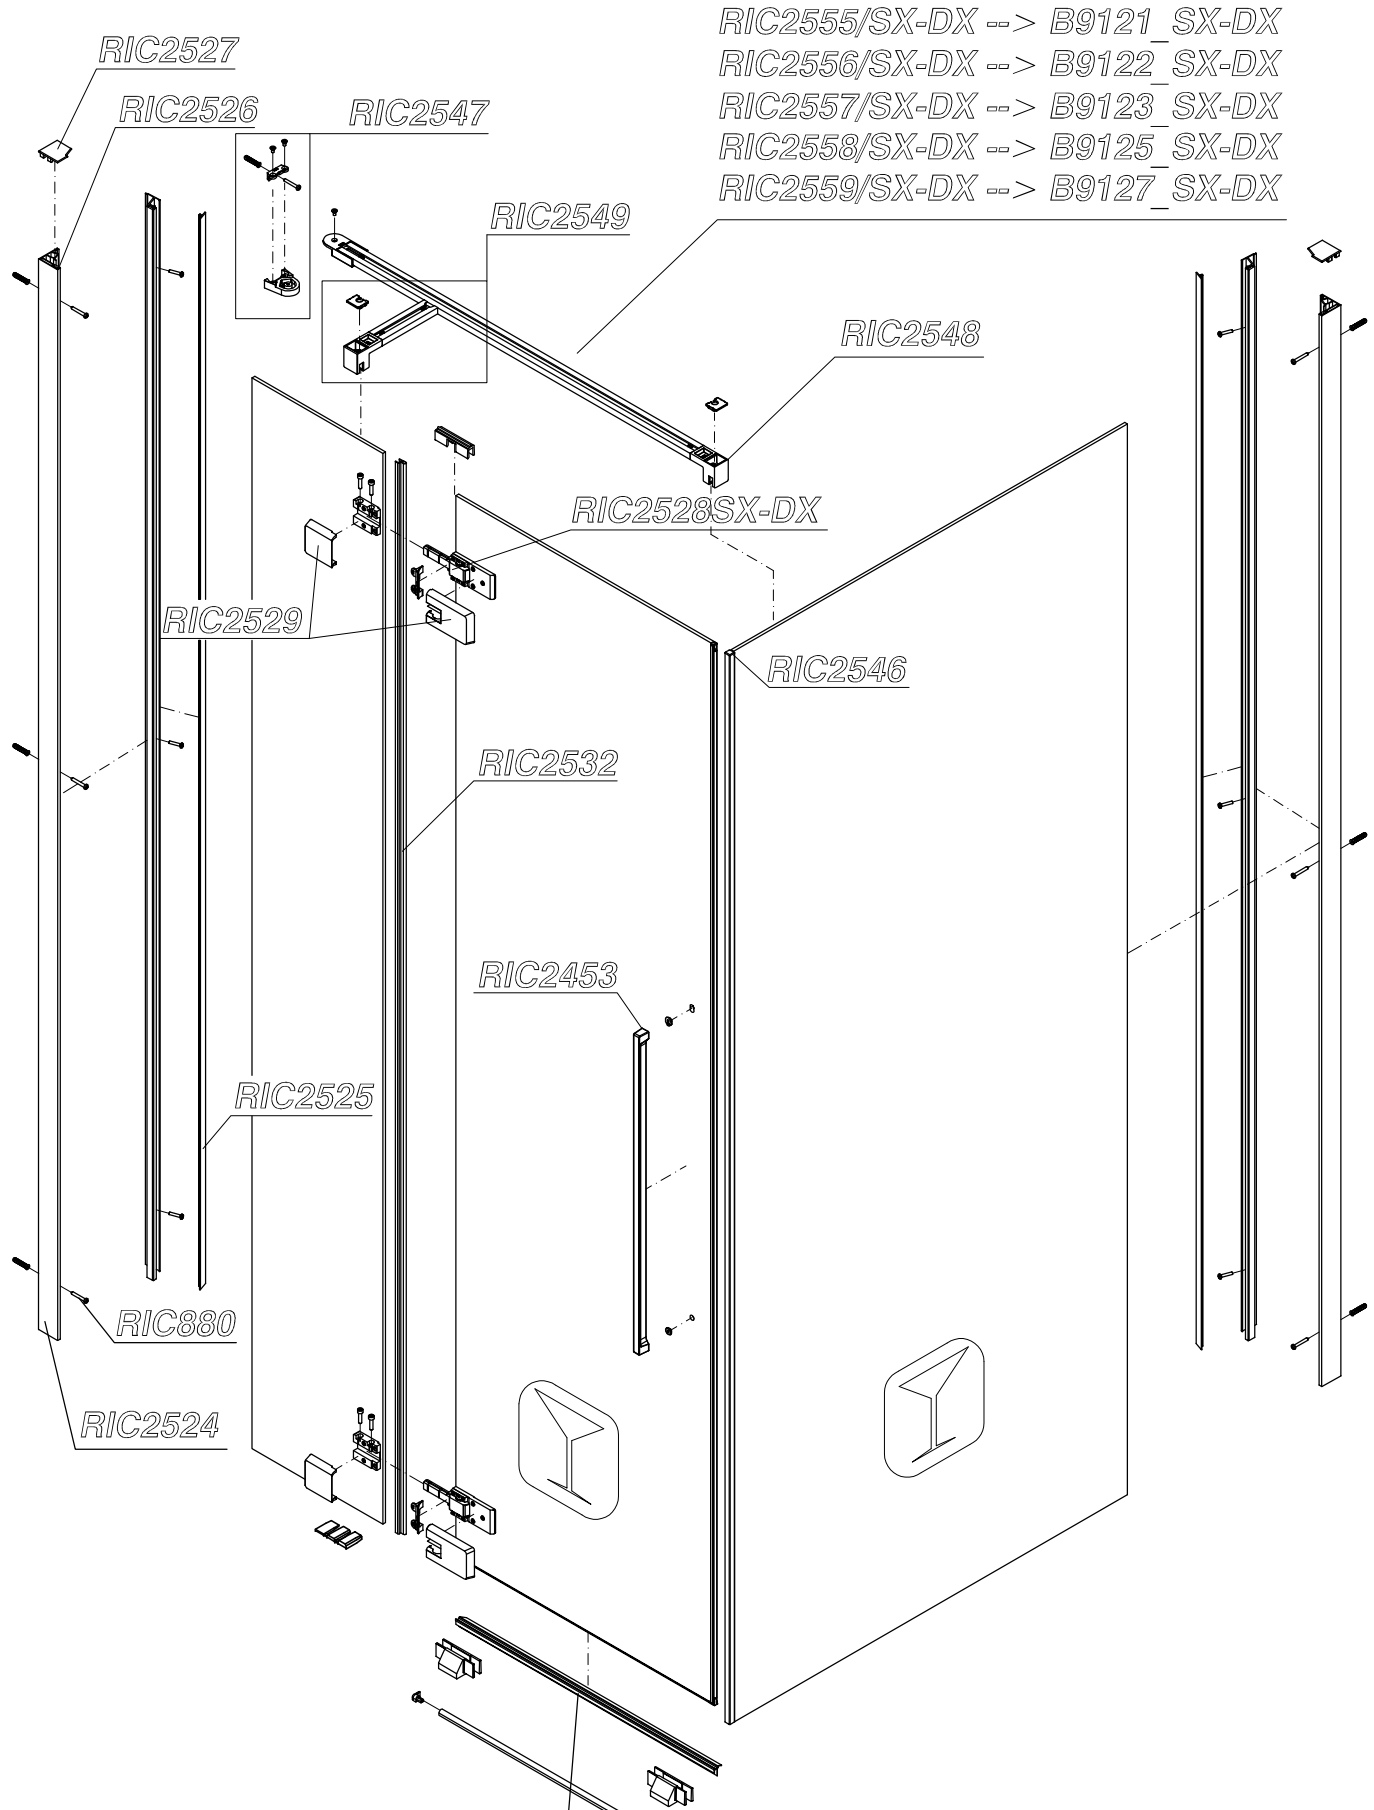 RIC2555/SX-DX --> B9121_SX-DX
RIC2556/SX-DX --> B9122_SX-DX
RIC2557/SX-DX --> B9123_SX-DX
RIC2558/SX-DX --> B9125_SX-DX
RIC2559/SX-DX --> B9127_SX-DX
RIC2527
RIC2526
RIC2547
RIC2549
RIC2548
RIC2528SX-DX
RIC2529
RIC2546
RIC2532
RIC2453
RIC2525
RIC880
RIC2524